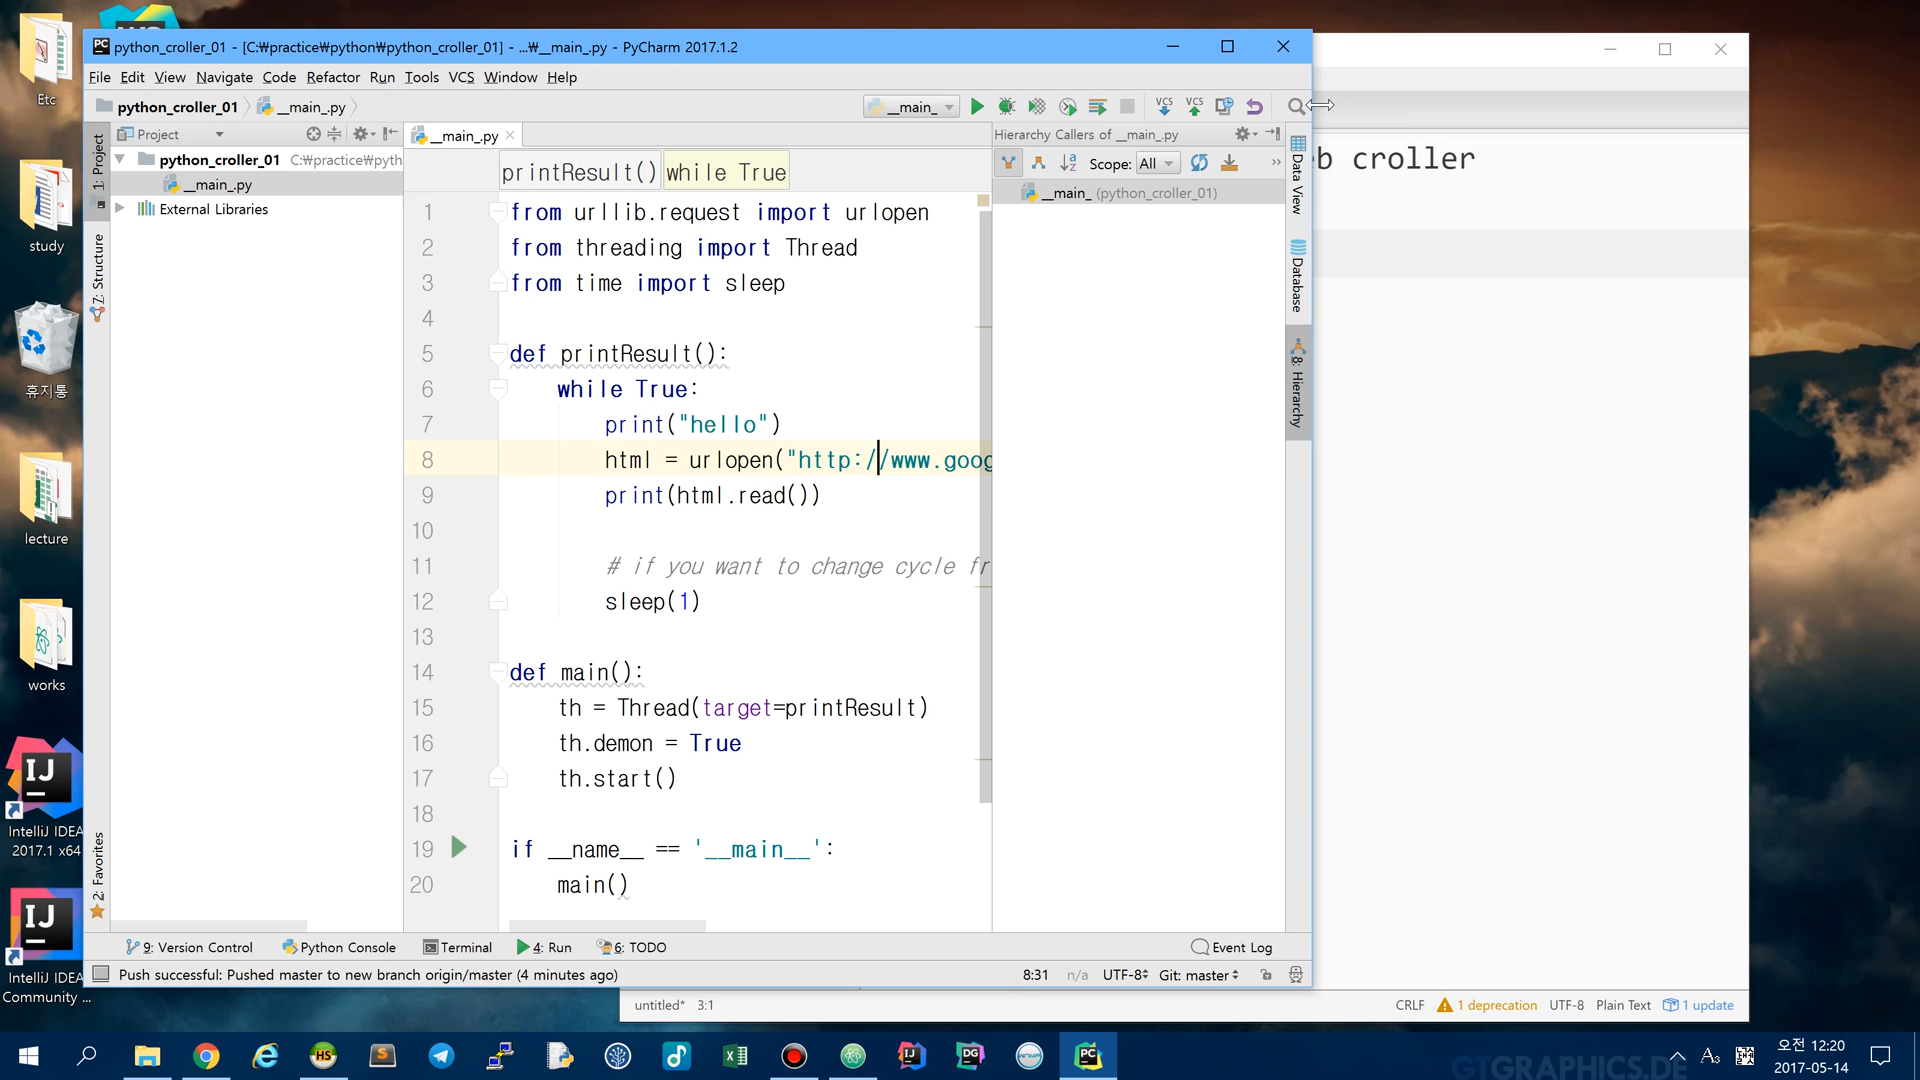 python_croller_01 - [C:₩practice₩python₩python_croller_01] - ...₩__main_.py - PyCharm 2017.1.2
File Edit View Navigate Code Refactor Run Tools VCS Window Help
python_croller_01 __main_.py
__main_
VCS VCS
Project
__main_.py
Hierarchy Callers of __main_.py
python_croller_01 C:₩practice₩pyth
__main_.py
External Libraries
printResult() while True
Scope: All
__main_ (python_croller_01)
eb croller
1 from urllib.request import urlopen
2 from threading import Thread
3 from time import sleep
4
5 def printResult():
6 while True:
7 print("hello")
8 html = urlopen("http://www.goog
9 print(html.read())
10
11 # if you want to change cycle fr
12 sleep(1)
13
14 def main():
15 th = Thread(target=printResult)
16 th.demon = True
17 th.start()
18
19 if __name__ == '__main__':
20 main()
1: Project
7: Structure
2: Favorites
Data View
Database
8: Hierarchy
9: Version Control Python Console Terminal 4: Run 6: TODO Event Log
Push successful: Pushed master to new branch origin/master (4 minutes ago) 8:31 n/a UTF-8 Git: master
untitled* 3:1 CRLF 1 deprecation UTF-8 Plain Text 1 update
Etc
study
휴지통
lecture
works
IntelliJ IDEA
2017.1 x64
IntelliJ IDEA
Community ...
GTGRAPHICS.DE
오전 12:20
2017-05-14